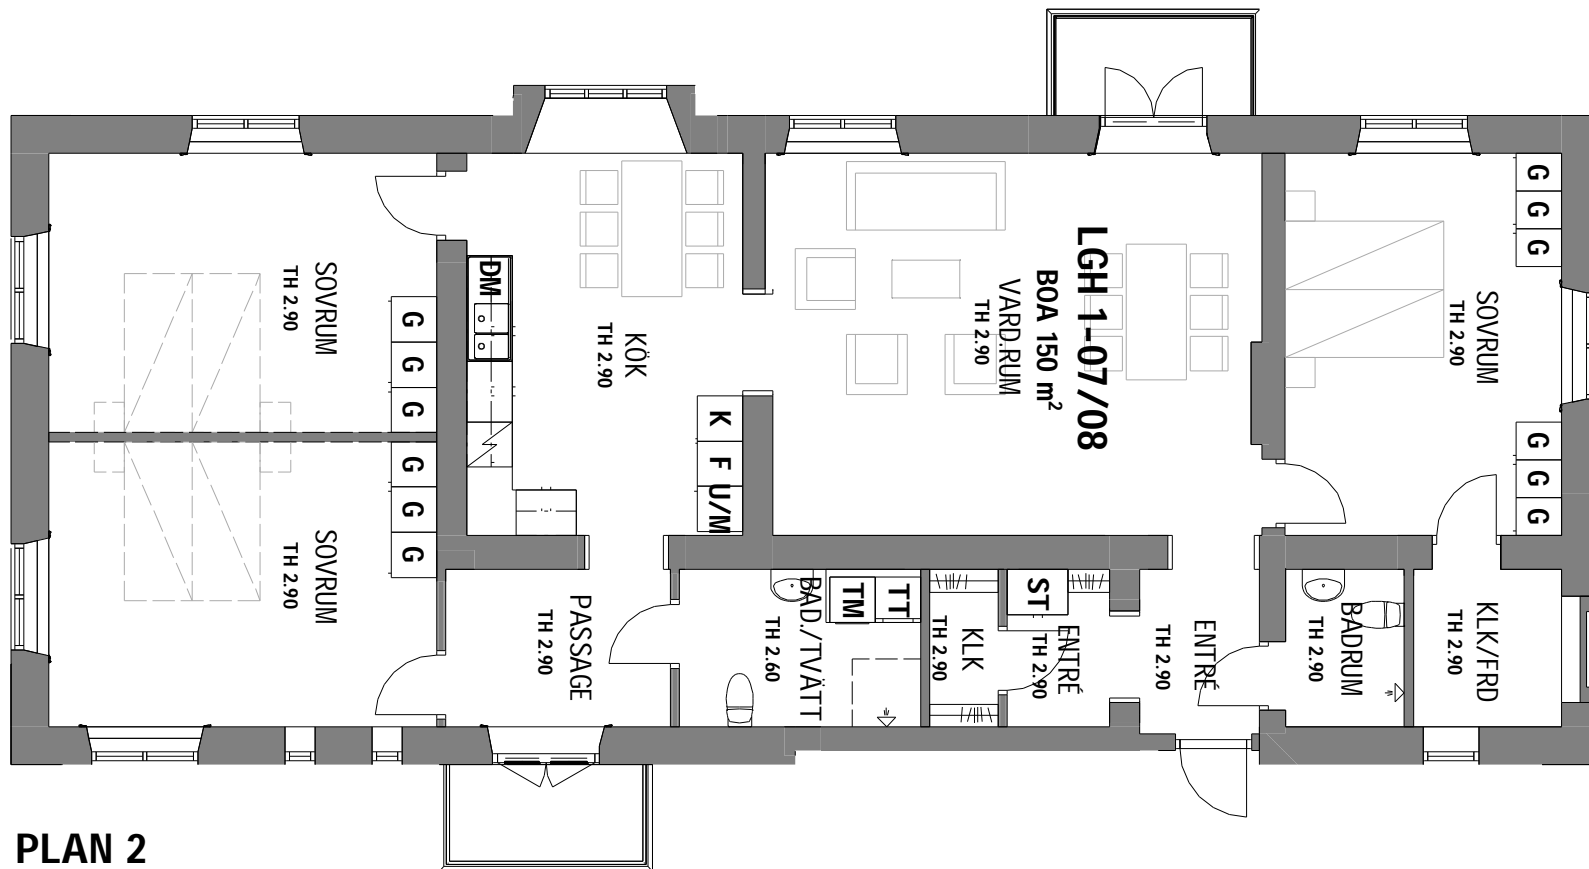 SOVRUM
TH 2.90
G
G
G
SOVRUM
TH 2.90
G
G
G
DM
KÖK
TH 2.90
K
F
U/M
LGH 1-07/08
BOA 150 m²
VARD.RUM
TH 2.90
SOVRUM
TH 2.90
G
G
G
G
G
G
PASSAGE
TH 2.90
BAD./TVÄTT
TH 2.60
TM
TT
KLK
TH 2.90
ST
ENTRÉ
TH 2.90
ENTRÉ
TH 2.90
BADRUM
TH 2.90
KLK/FRD
TH 2.90
PLAN 2